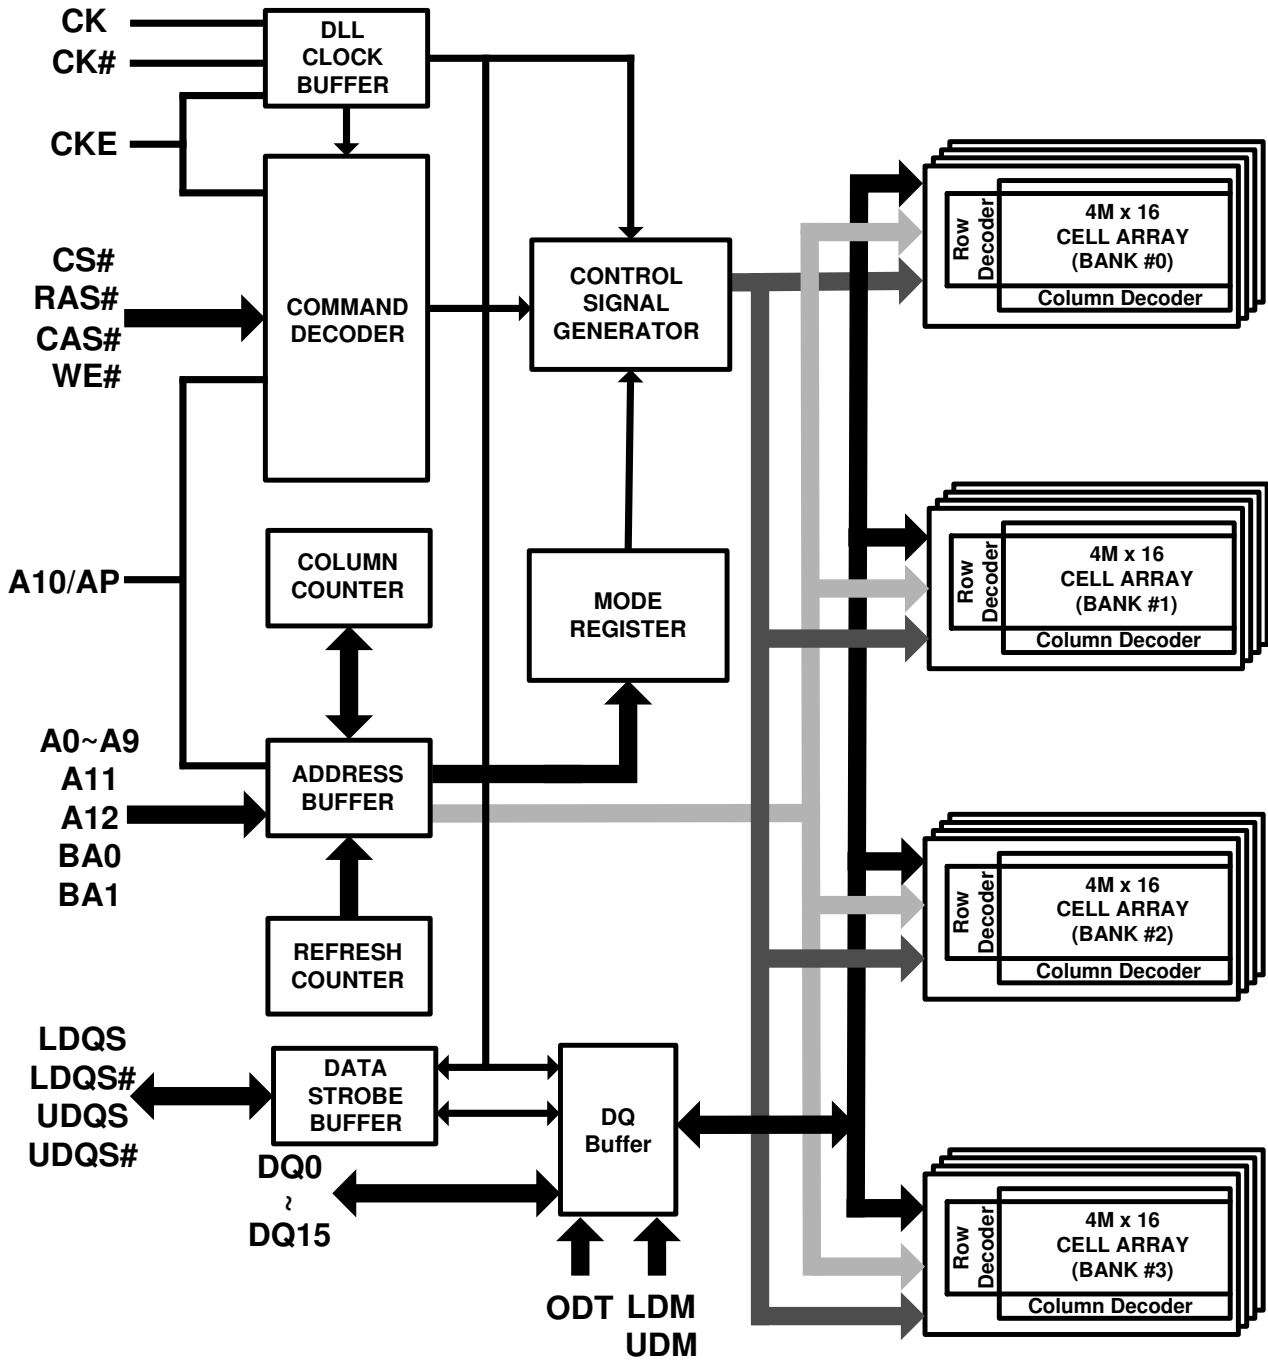 CK
CK#
CKE
DLL
CLOCK
BUFFER
CS#
RAS#
CAS#
WE#
COMMAND
DECODER
CONTROL
SIGNAL
GENERATOR
Row
Decoder
4M x 16
CELL ARRAY
(BANK #0)
Column Decoder
A10/AP
COLUMN
COUNTER
MODE
REGISTER
Row
Decoder
4M x 16
CELL ARRAY
(BANK #1)
Column Decoder
A0~A9
A11
A12
BA0
BA1
ADDRESS
BUFFER
REFRESH
COUNTER
Row
Decoder
4M x 16
CELL ARRAY
(BANK #2)
Column Decoder
LDQS
LDQS#
UDQS
UDQS#
DATA
STROBE
BUFFER
DQ
Buffer
DQ0
~
DQ15
ODT
LDM
UDM
Row
Decoder
4M x 16
CELL ARRAY
(BANK #3)
Column Decoder